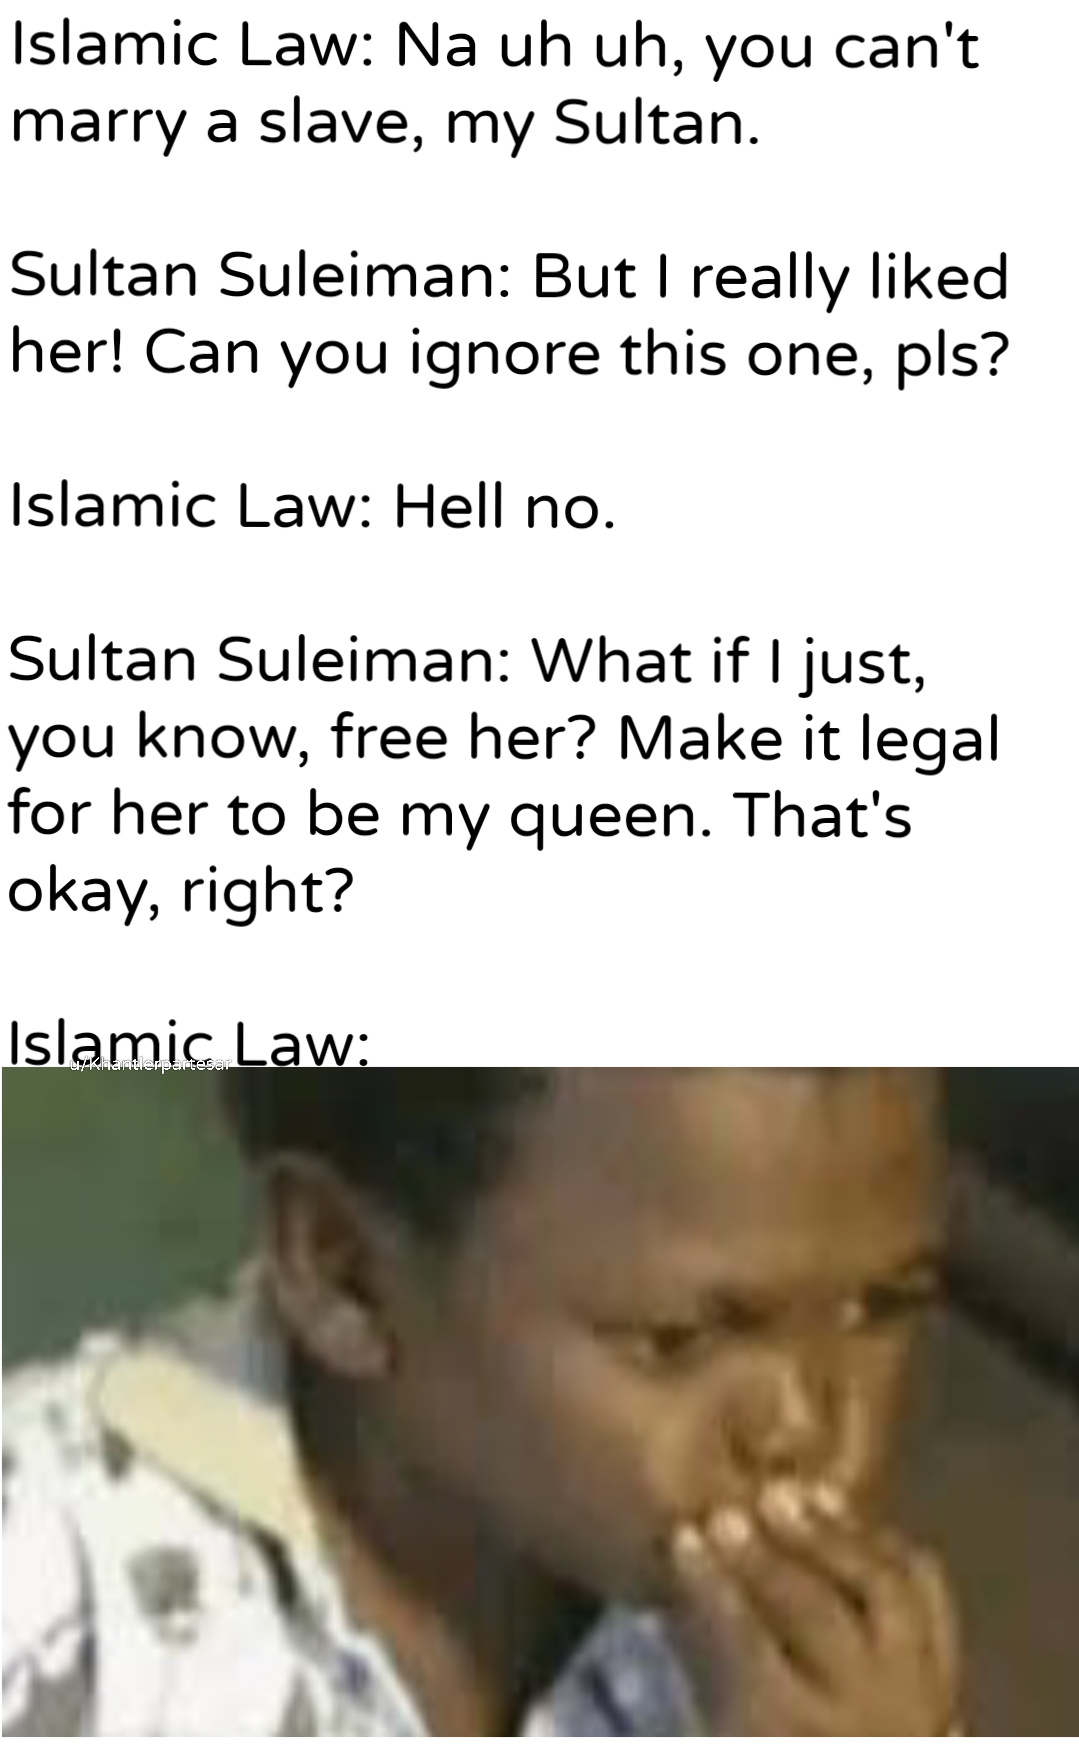 Islamic Law: Na uh uh, you can't
marry a slave, my Sultan.
Sultan Suleiman: But I really liked
her! Can you ignore this one, pls?
Islamic Law: Hell no.
Sultan Suleiman: What if I just,
you know, free her? Make it legal
for her to be my queen. That's
okay, right?
Islamic Law:
u/Khantlerpartesar